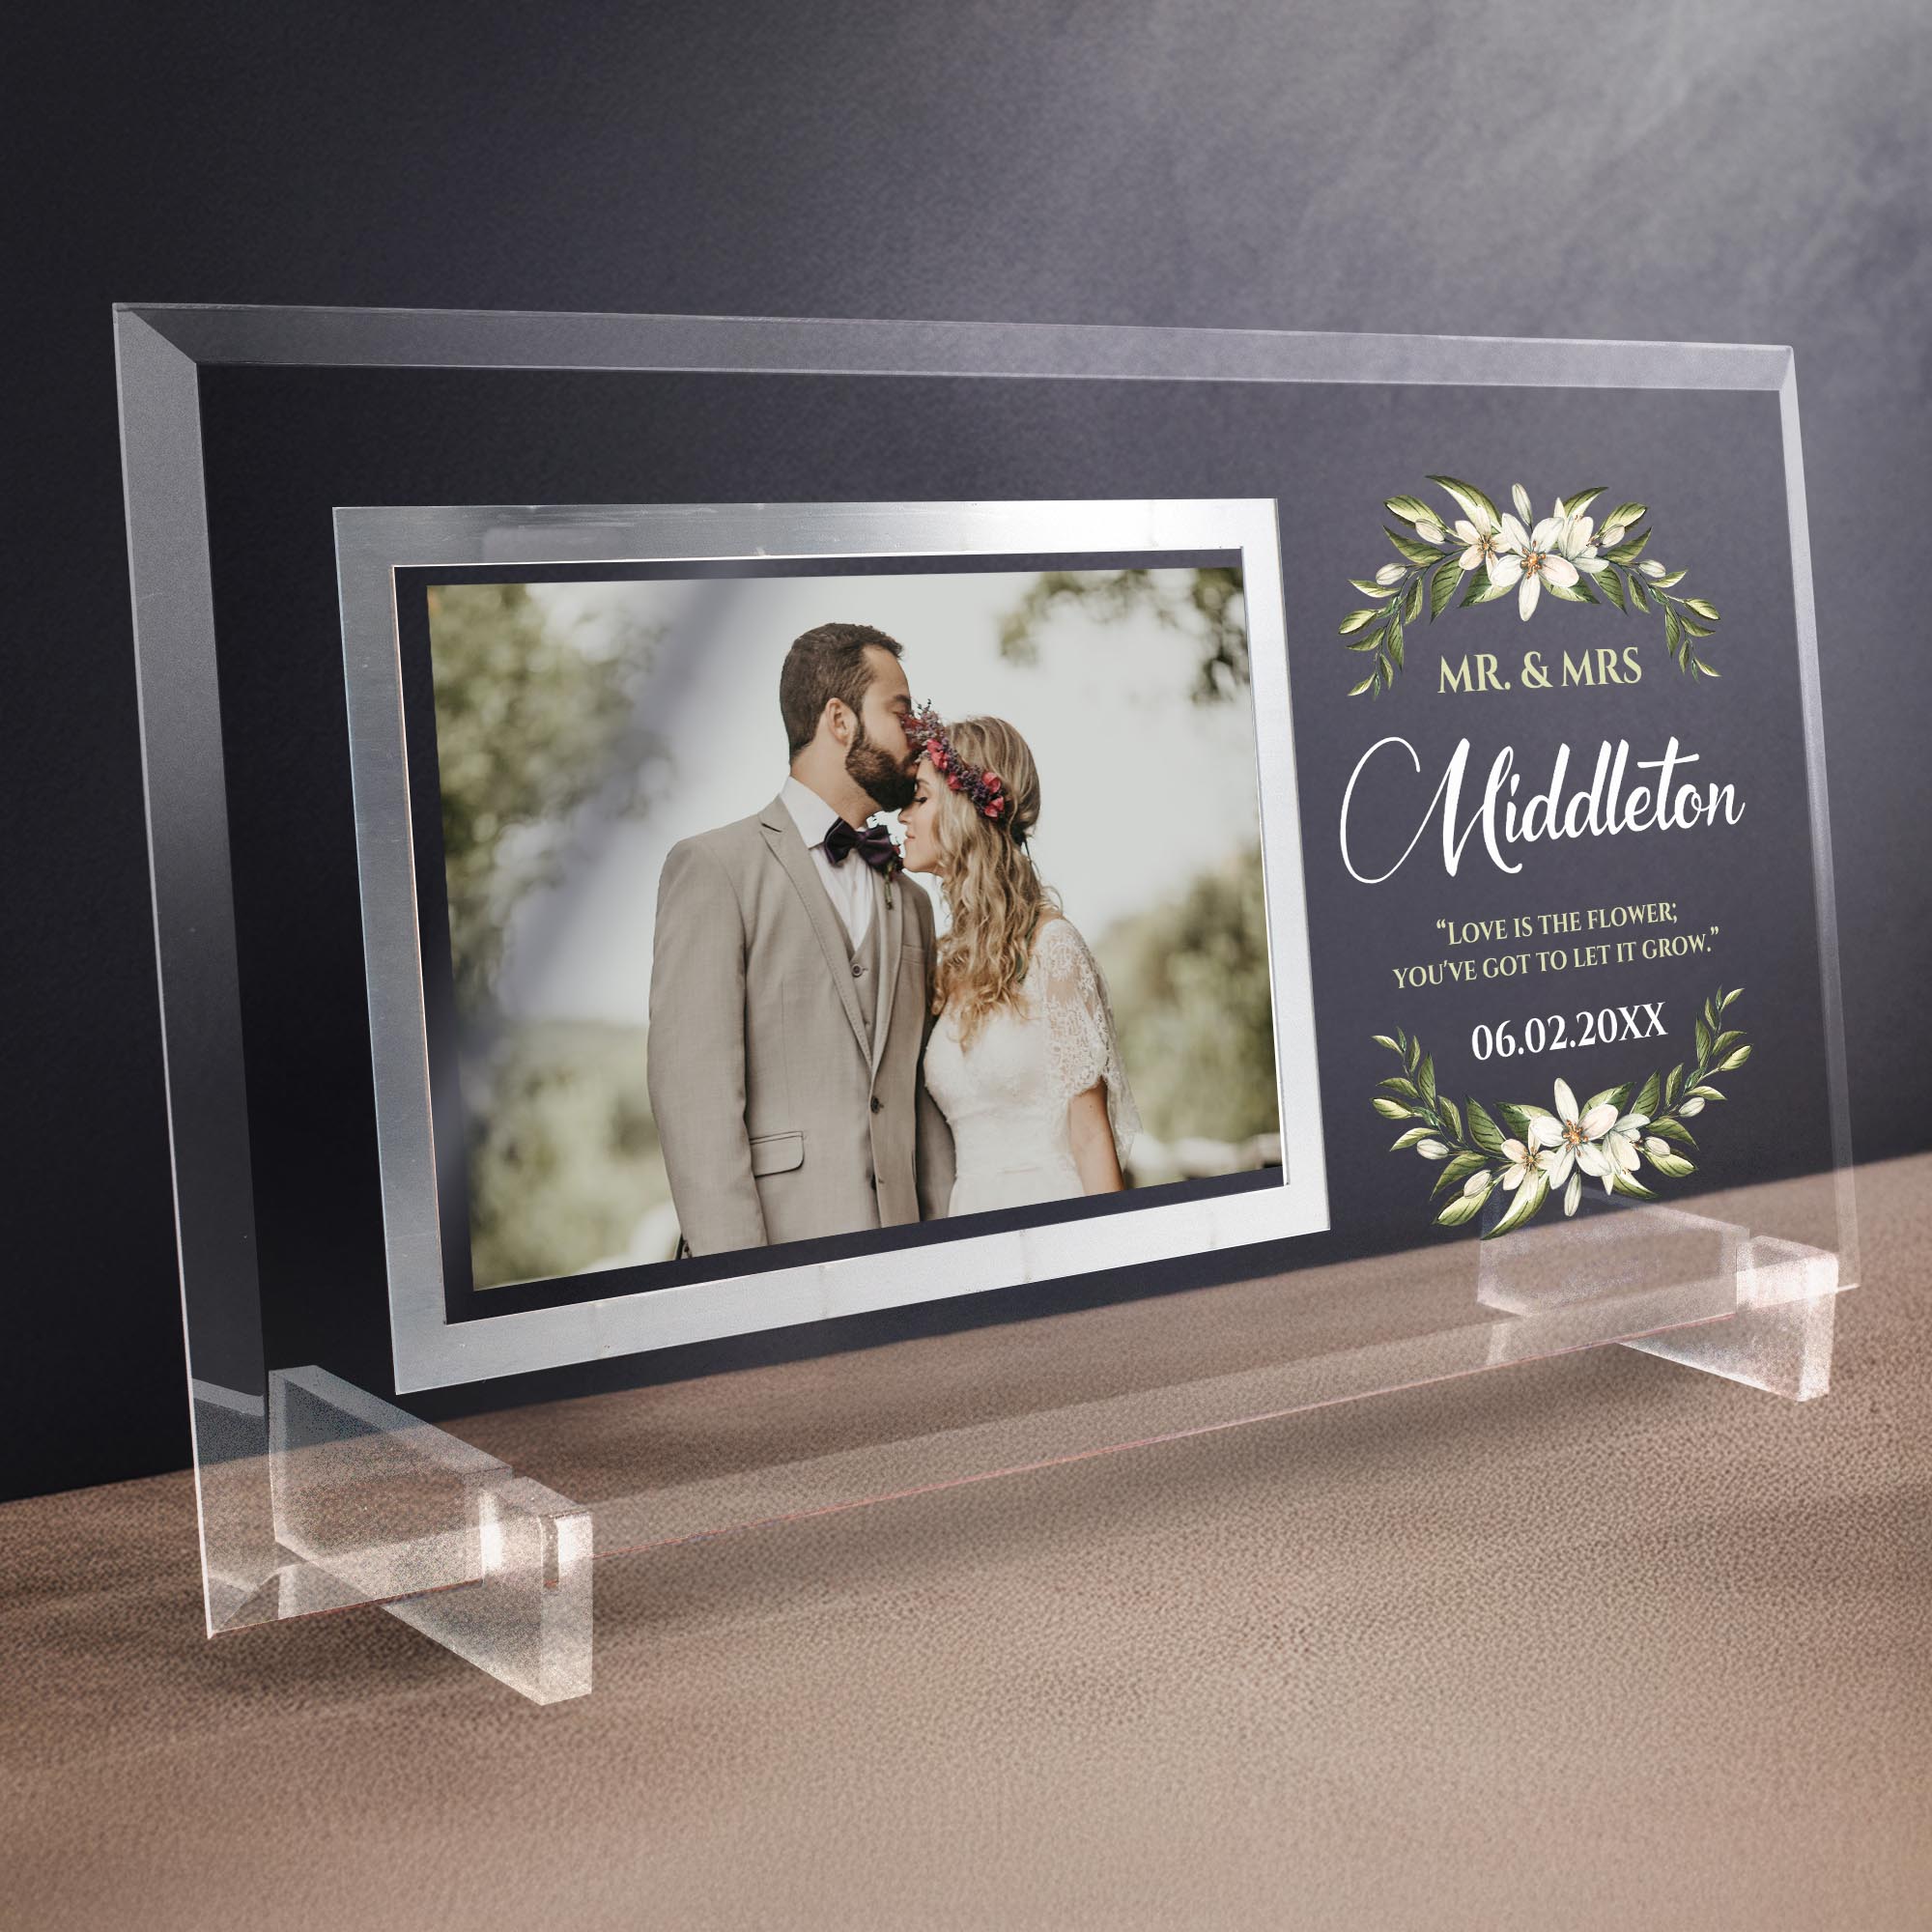 MR. & MRS
Middleton
“LOVE IS THE FLOWER;
YOU'VE GOT TO LET IT GROW.”
06.02.20XX